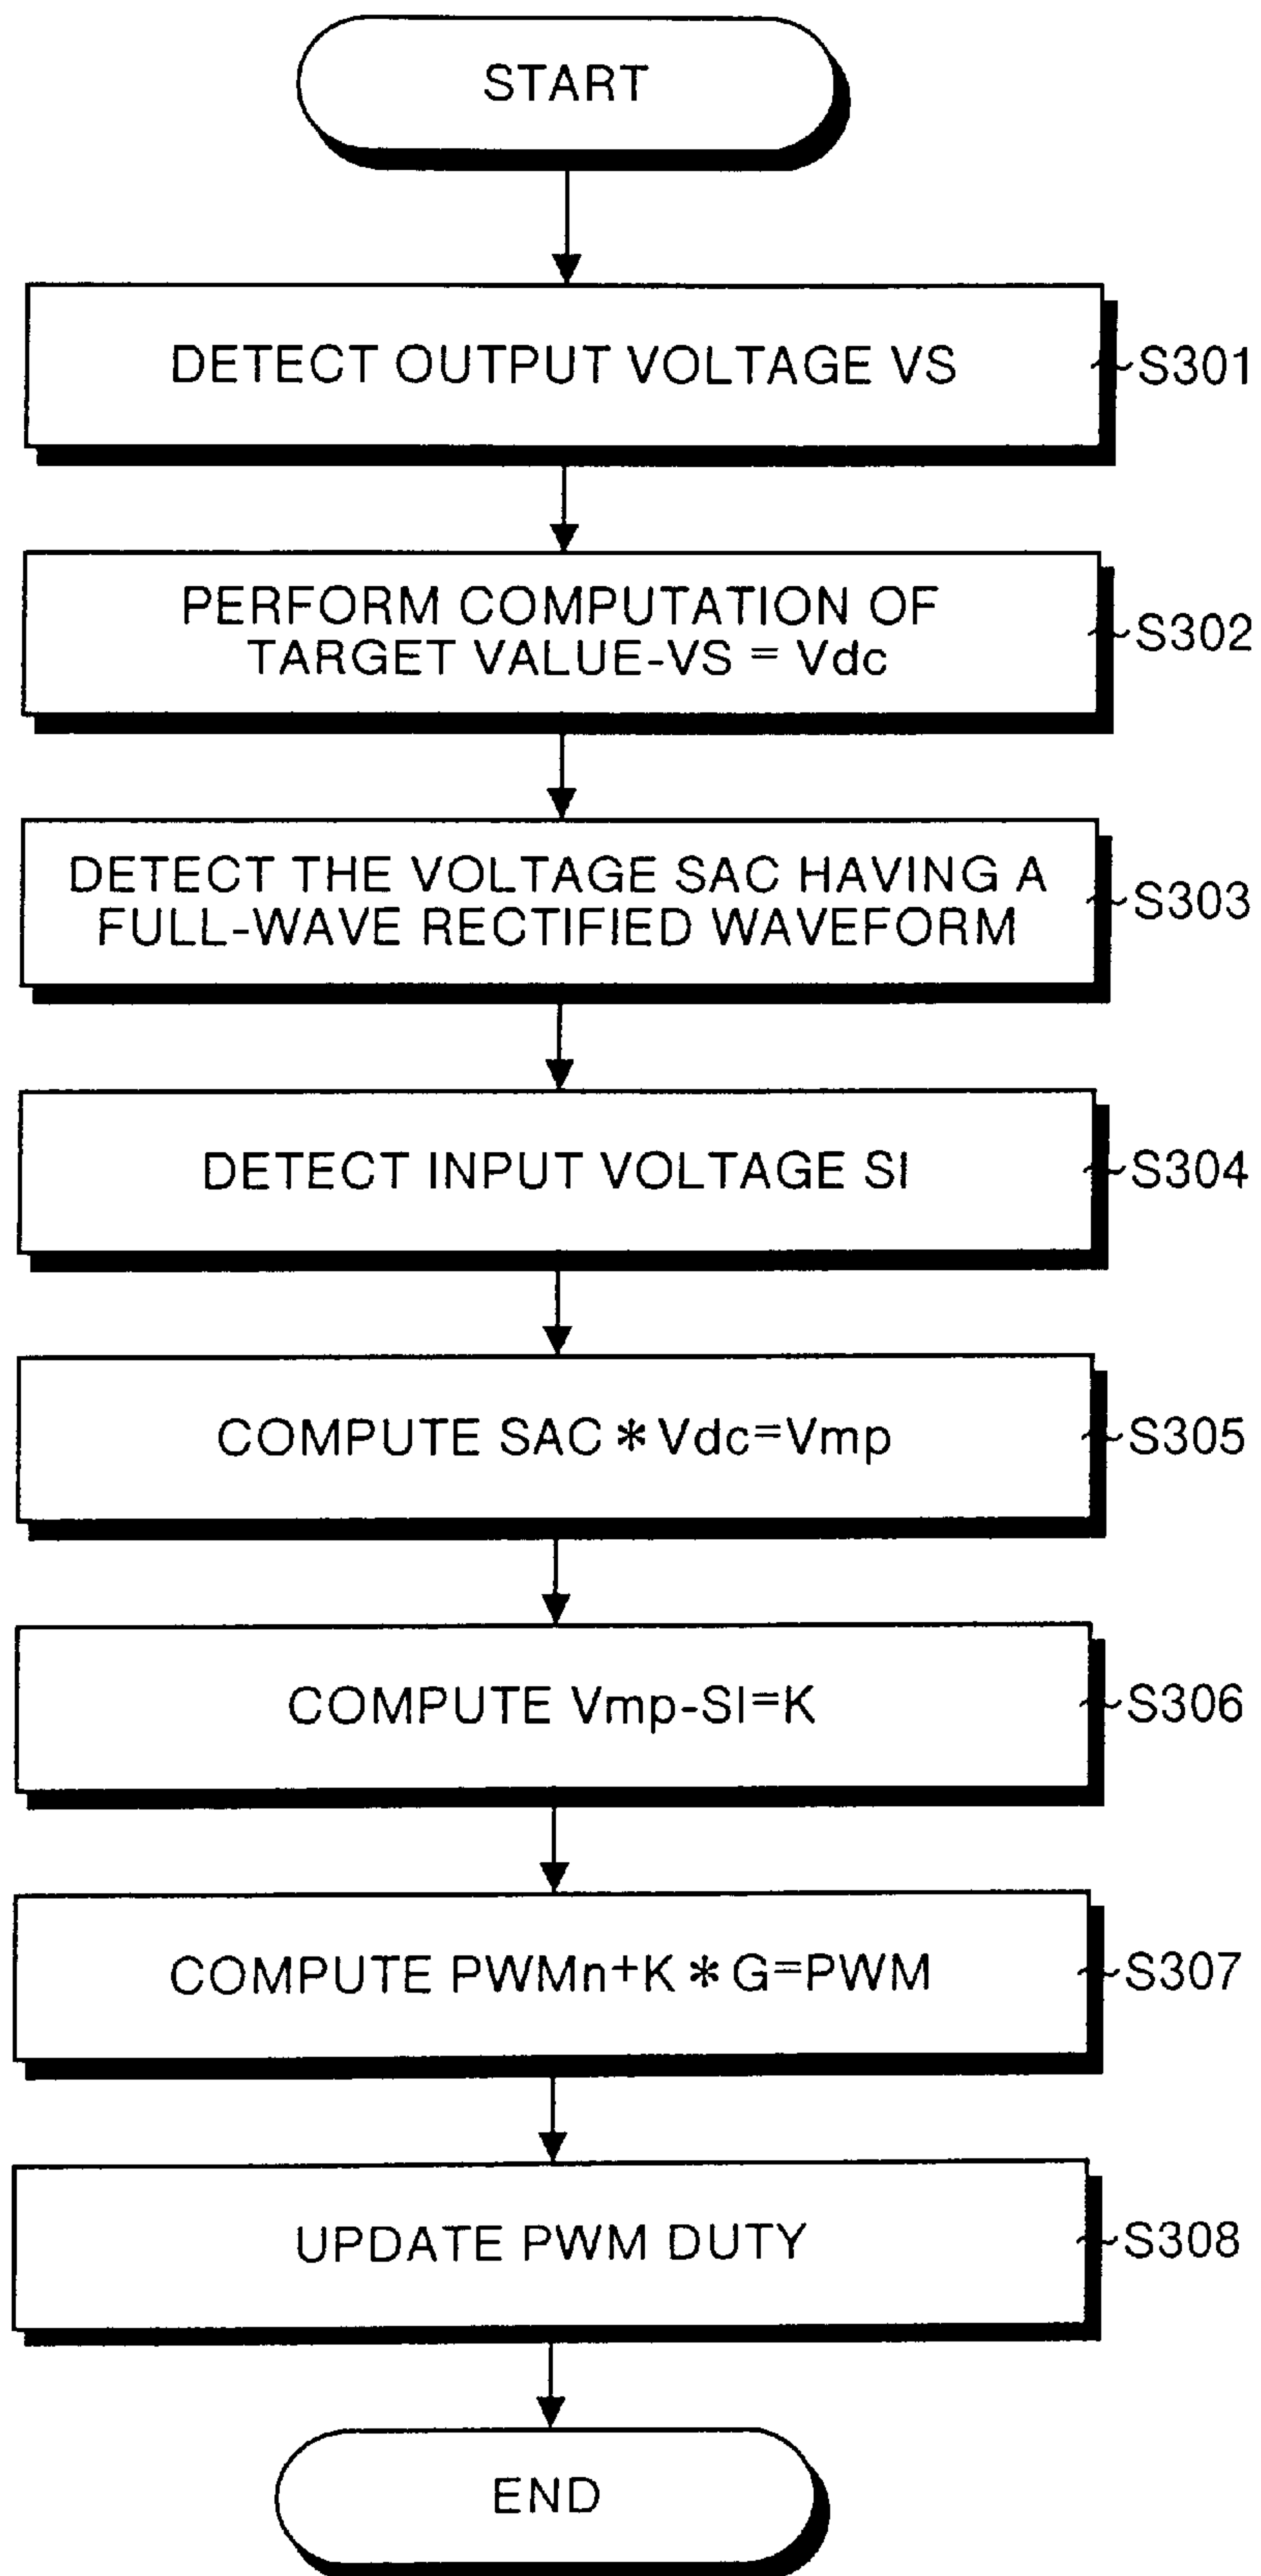 START
DETECT OUTPUT VOLTAGE VS
S301
PERFORM COMPUTATION OF
TARGET VALUE-VS = Vdc
S302
DETECT THE VOLTAGE SAC HAVING A
FULL-WAVE RECTIFIED WAVEFORM
S303
DETECT INPUT VOLTAGE SI
S304
COMPUTE SAC * Vdc=Vmp
S305
COMPUTE Vmp-SI=K
S306
COMPUTE PWMn+K * G=PWM
S307
UPDATE PWM DUTY
S308
END